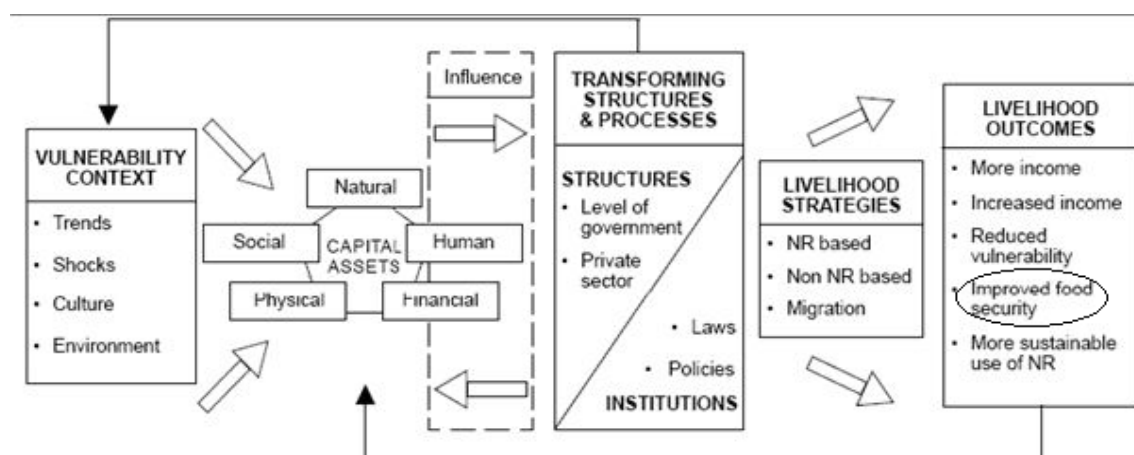 VULNERABILITY
CONTEXT
• Trends
• Shocks
• Culture
• Environment
Natural
Social
Human
CAPITAL
ASSETS
Physical
Financial
Influence
TRANSFORMING
STRUCTURES
& PROCESSES
STRUCTURES
• Level of
government
• Private
sector
• Laws
• Policies
INSTITUTIONS
LIVELIHOOD
STRATEGIES
• NR based
• Non NR based
• Migration
LIVELIHOOD
OUTCOMES
• More income
• Increased income
• Reduced
vulnerability
• Improved food
security
• More sustainable
use of NR